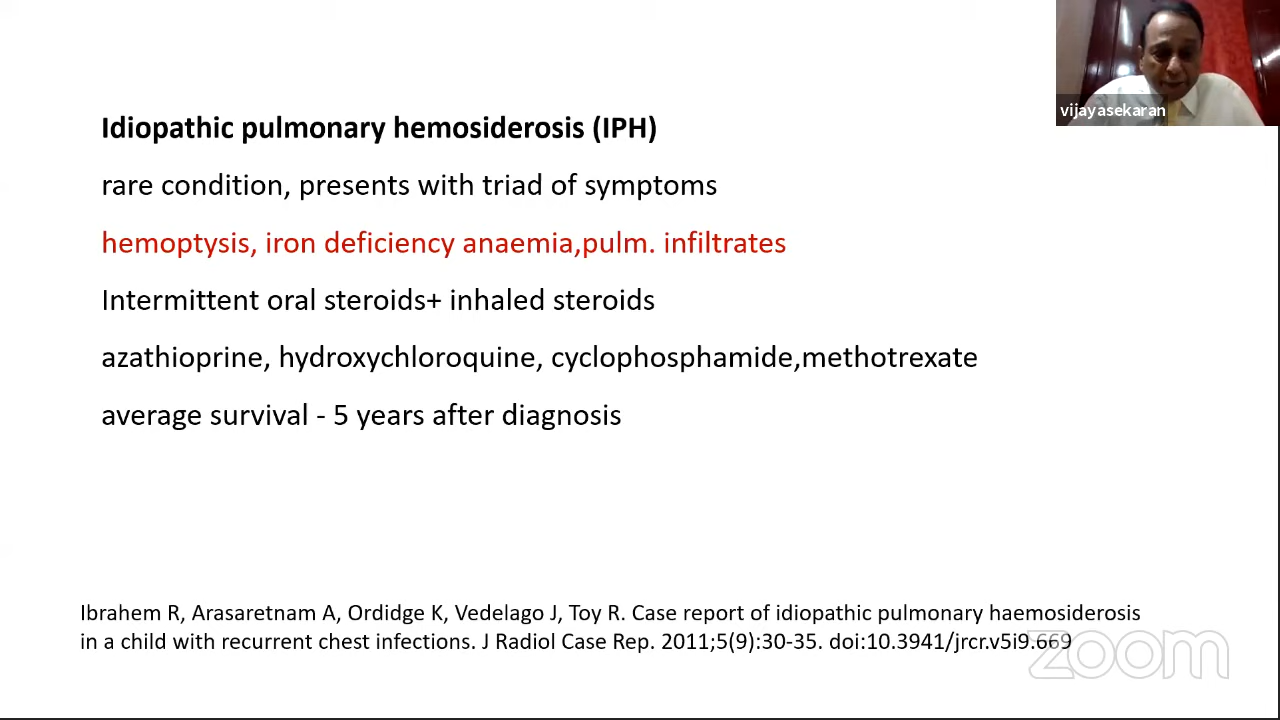 vijayasekaran
Idiopathic pulmonary hemosiderosis (IPH)
rare condition, presents with triad of symptoms
hemoptysis, iron deficiency anaemia,pulm. infiltrates
Intermittent oral steroids+ inhaled steroids
azathioprine, hydroxychloroquine, cyclophosphamide,methotrexate
average survival - 5 years after diagnosis
Ibrahem R, Arasaretnam A, Ordidge K, Vedelago J, Toy R. Case report of idiopathic pulmonary haemosiderosis
in a child with recurrent chest infections. J Radiol Case Rep. 2011;5(9):30-35. doi:10.3941/jrcr.v5i9.669
zoom